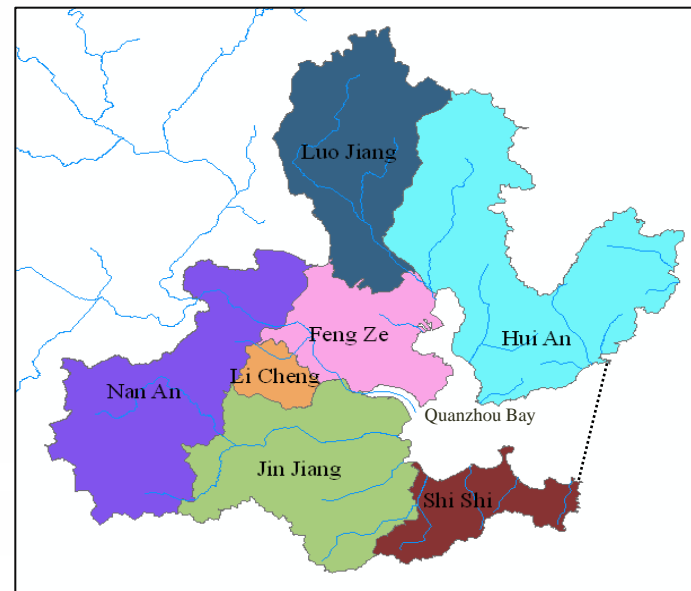 Luo Jiang
Feng Ze
Hui An
Li Cheng
Nan An
Quanzhou Bay
Jin Jiang
Shi Shi